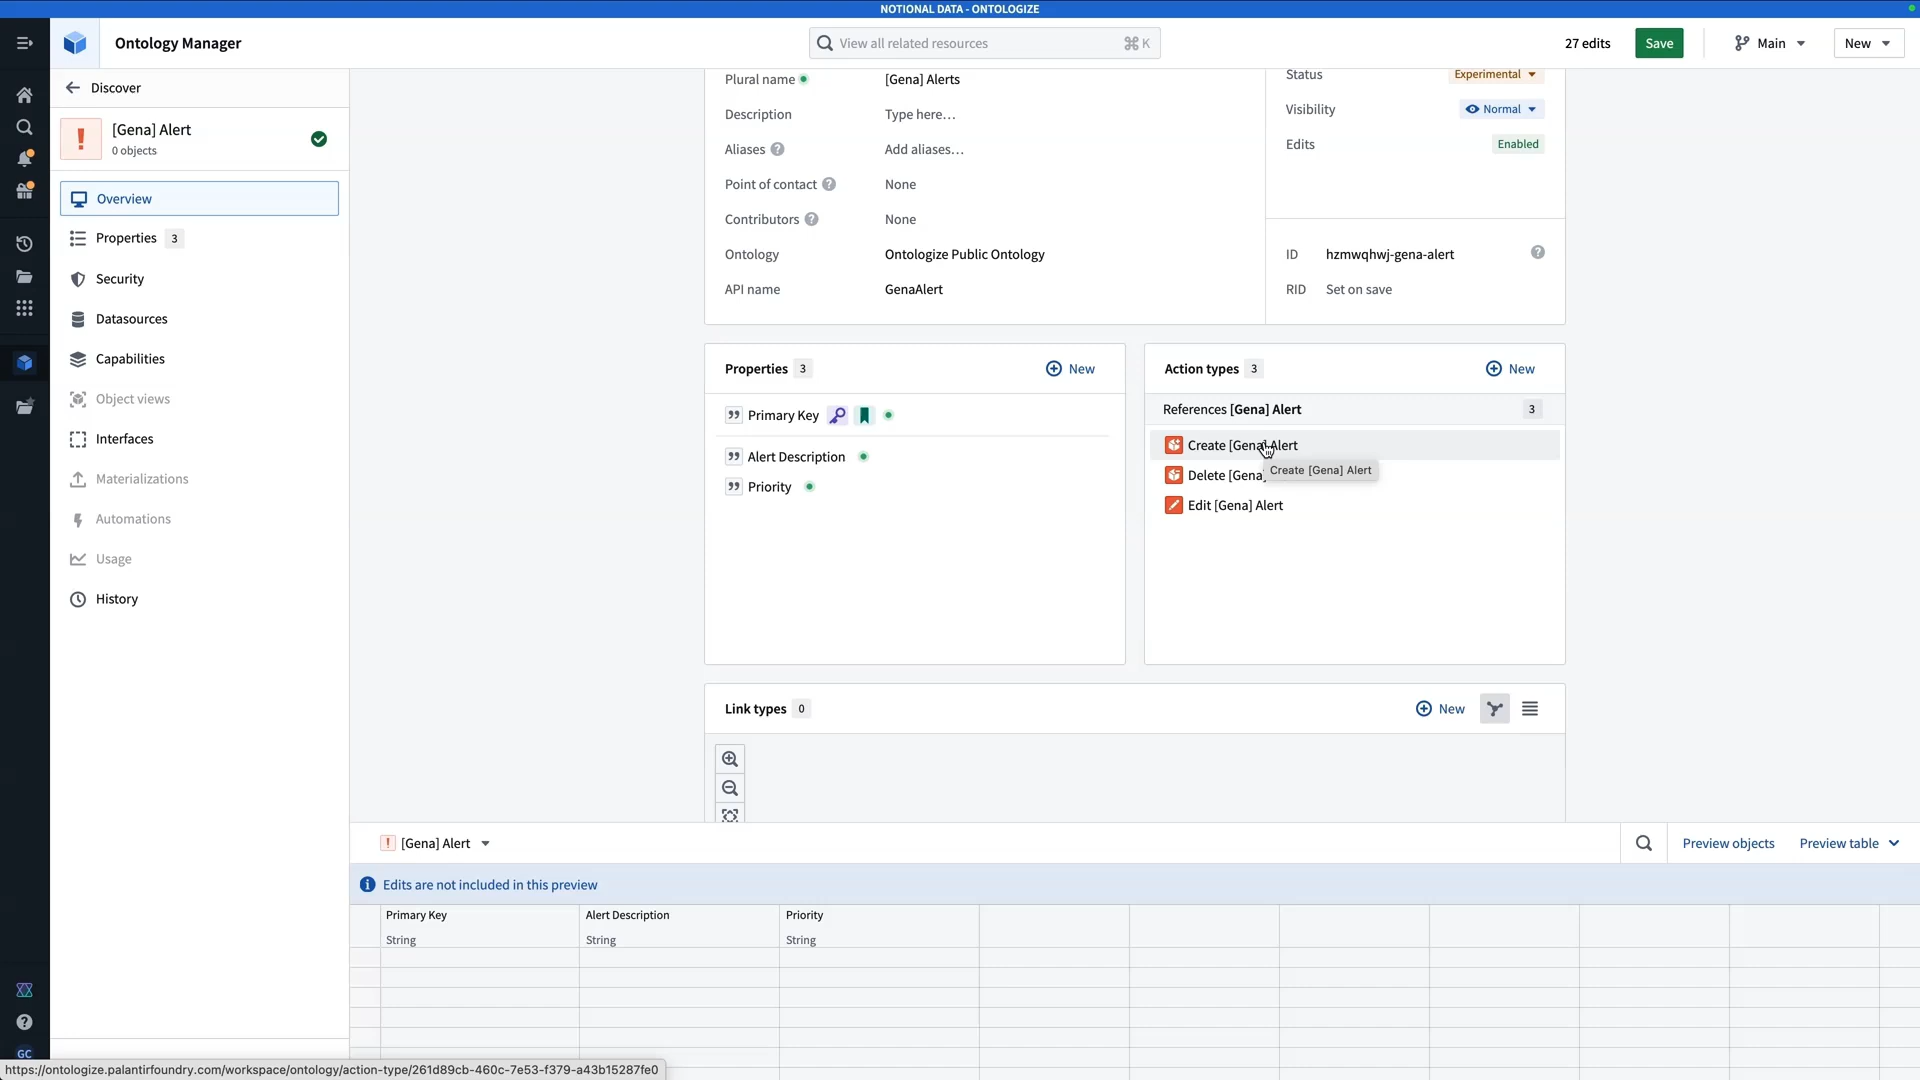 NOTIONAL DATA - ONTOLOGIZE
Ontology Manager
View all related resources
⌘ K
27 edits
Save
Main
New
Discover
[Gena] Alert
0 objects
Overview
Properties 3
Security
Datasources
Capabilities
Object views
Interfaces
Materializations
Automations
Usage
History
Plural name [Gena] Alerts
Description Type here...
Aliases Add aliases...
Point of contact None
Contributors None
Ontology Ontologize Public Ontology
API name GenaAlert
Status Experimental
Visibility Normal
Edits Enabled
ID hzmwqhwj-gena-alert
RID Set on save
Properties 3 New
Primary Key
Alert Description
Priority
Action types 3 New
References [Gena] Alert 3
Create [Gena] Alert
Create [Gena] Alert
Delete [Gena]
Edit [Gena] Alert
Link types 0 New
[Gena] Alert
Preview objects
Preview table
Edits are not included in this preview
Primary Key Alert Description Priority
String String String
GC
https://ontologize.palantirfoundry.com/workspace/ontology/action-type/261d89cb-460c-7e53-f379-a43b15287fe0